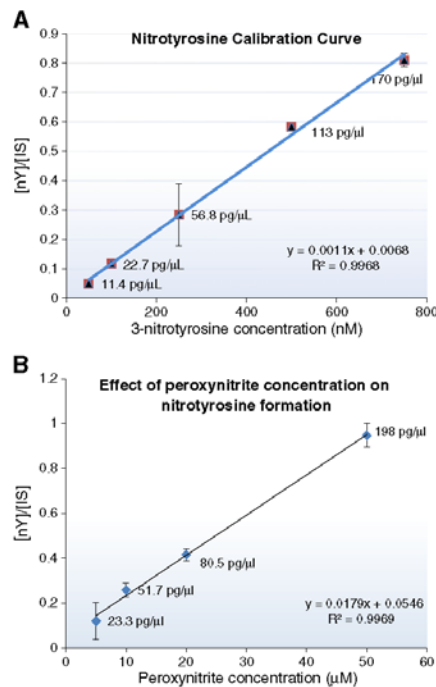 A
Nitrotyrosine Calibration Curve
0.9
0.8
0.7
0.6
0.5
0.4
0.3
0.2
0.1
0
[nY]/[IS]
170 pg/µl
113 pg/µl
56.8 pg/µL
22.7 pg/µL
11.4 pg/µL
y = 0.0011x + 0.0068
R² = 0.9968
0 200 400 600 800
3-nitrotyrosine concentration (nM)
B
Effect of peroxynitrite concentration on
nitrotyrosine formation
1.2
1
0.8
0.6
0.4
0.2
0
[nY]/[IS]
198 pg/µl
80.5 pg/µl
51.7 pg/µl
23.3 pg/µl
y = 0.0179x + 0.0546
R² = 0.9969
0 10 20 30 40 50 60
Peroxynitrite concentration (µM)